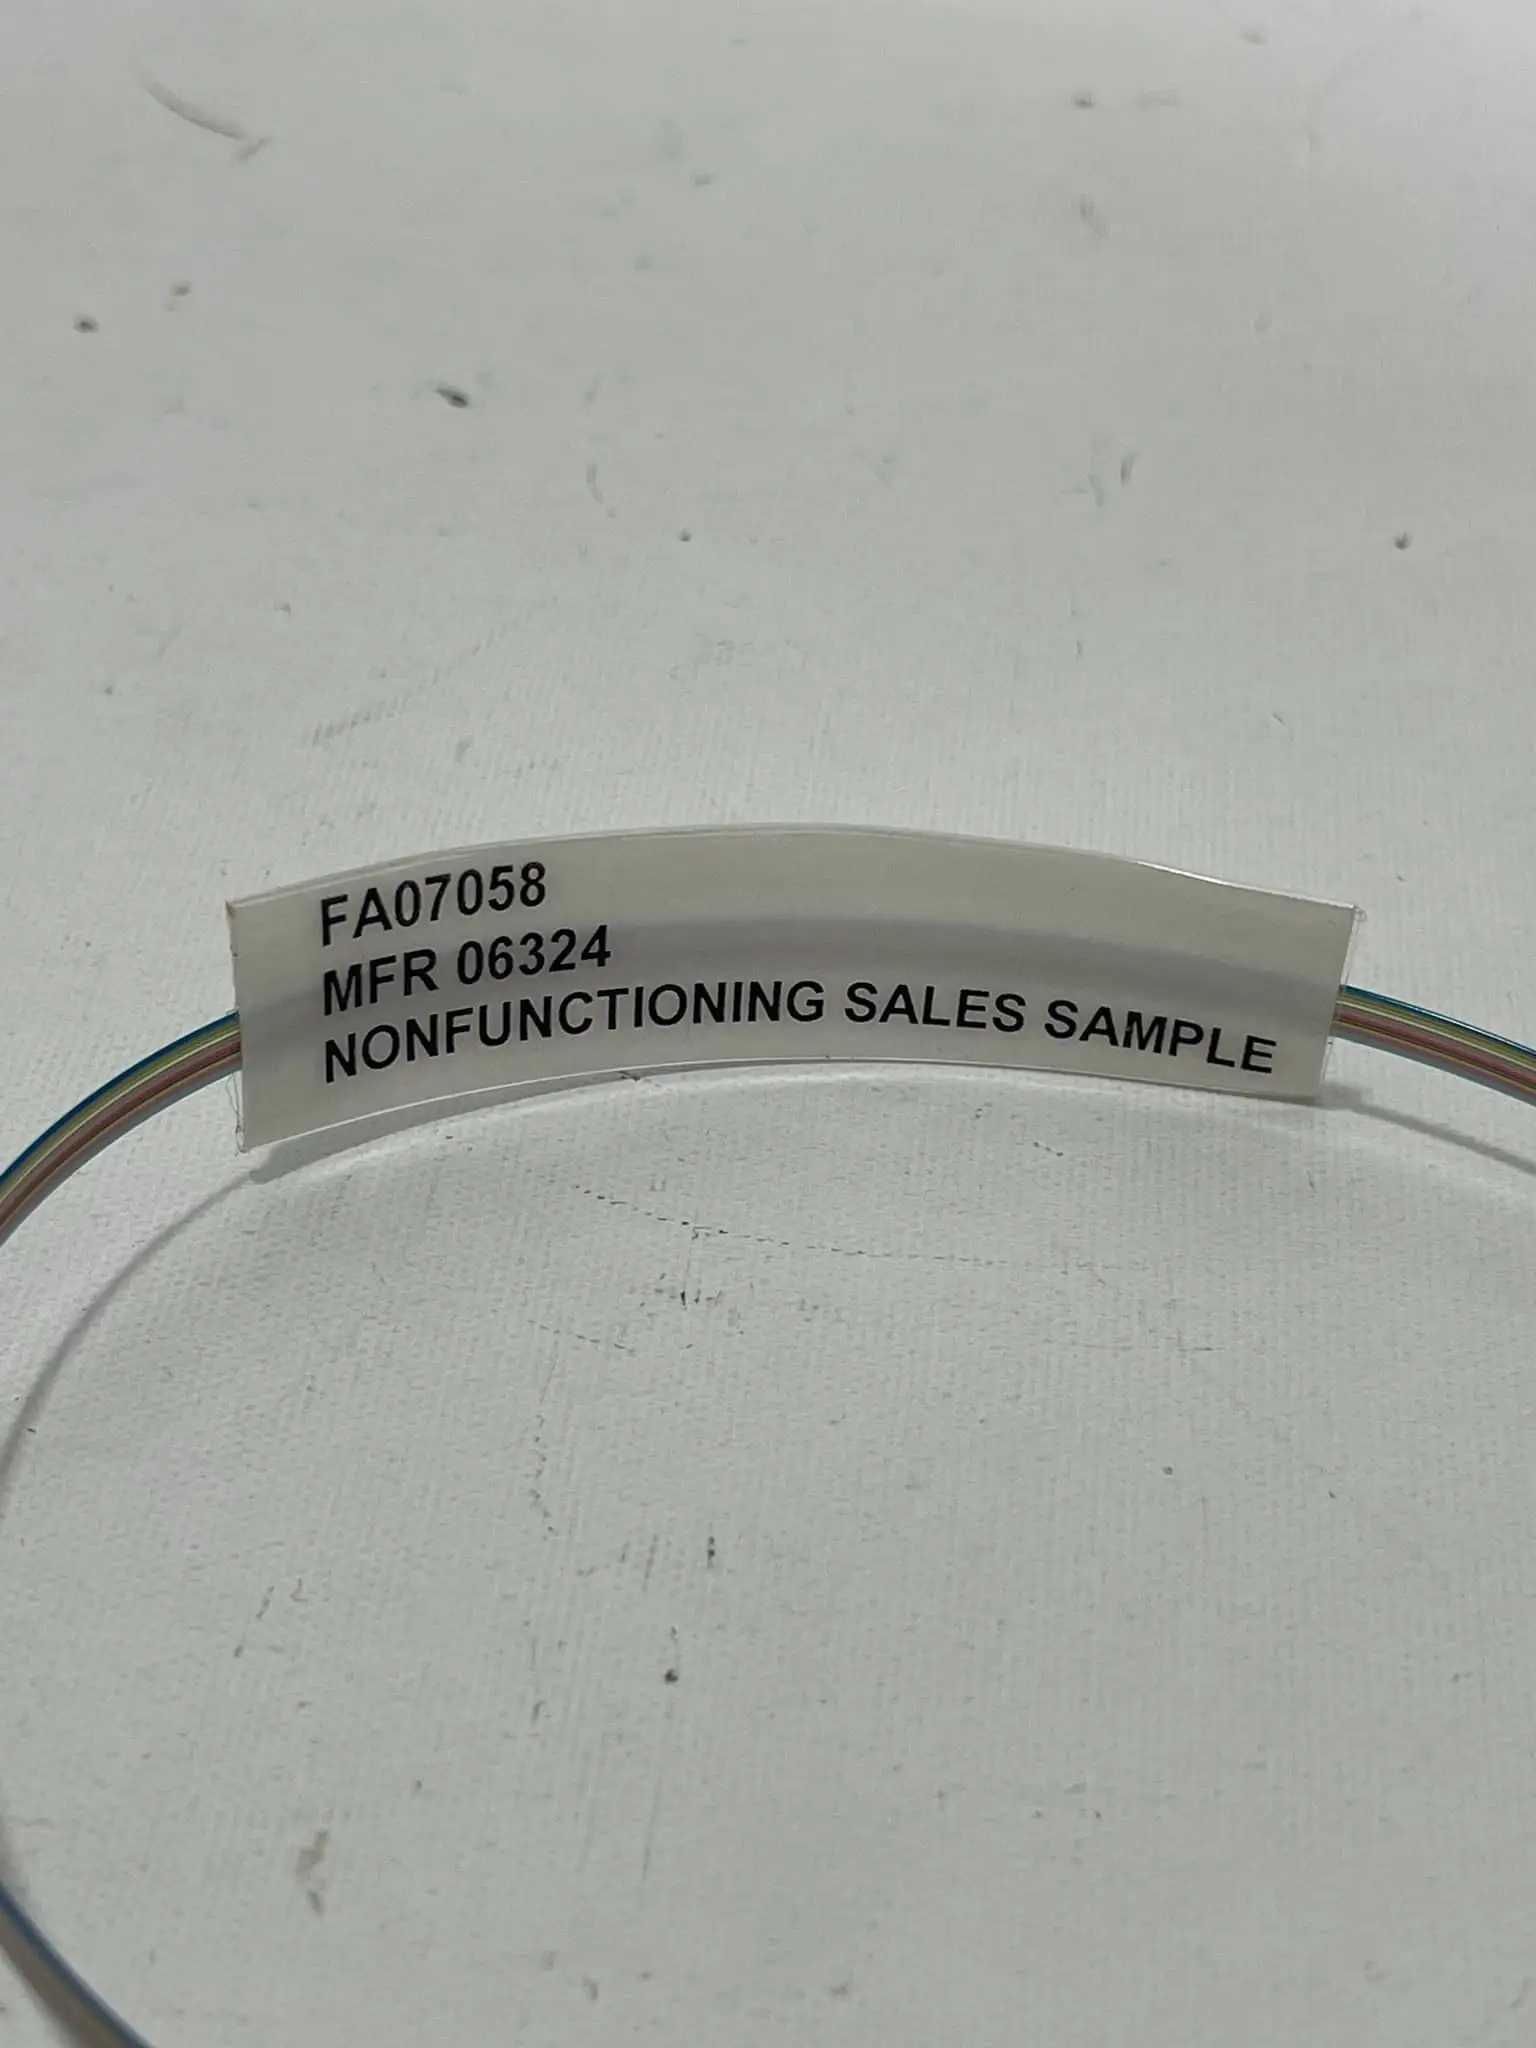 FA07058
MFR 06324
NONFUNCTIONING SALES SAMPLE